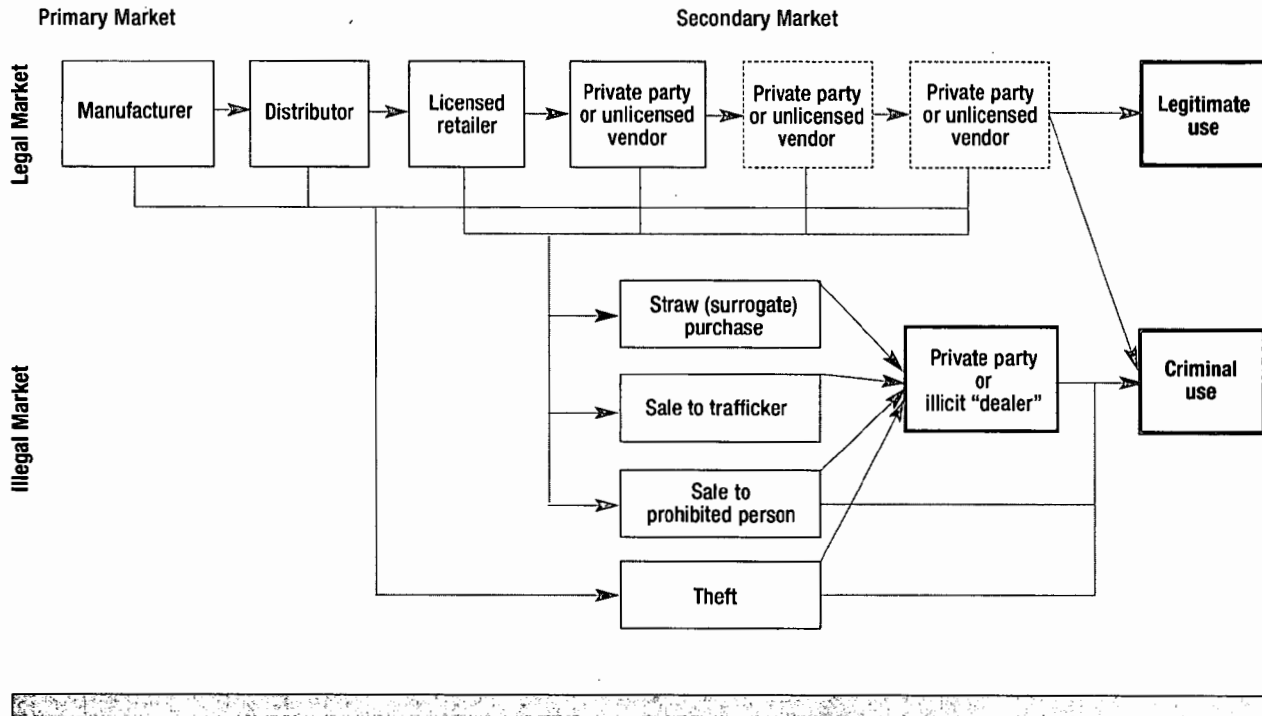 Primary Market
Secondary Market
Legal Market
Manufacturer
Distributor
Licensed
retailer
Private party
or unlicensed
vendor
Private party
or unlicensed
vendor
Private party
or unlicensed
vendor
Legitimate
use
Illegal Market
Straw (surrogate)
purchase
Sale to trafficker
Sale to
prohibited person
Theft
Private party
or
illicit "dealer"
Criminal
use